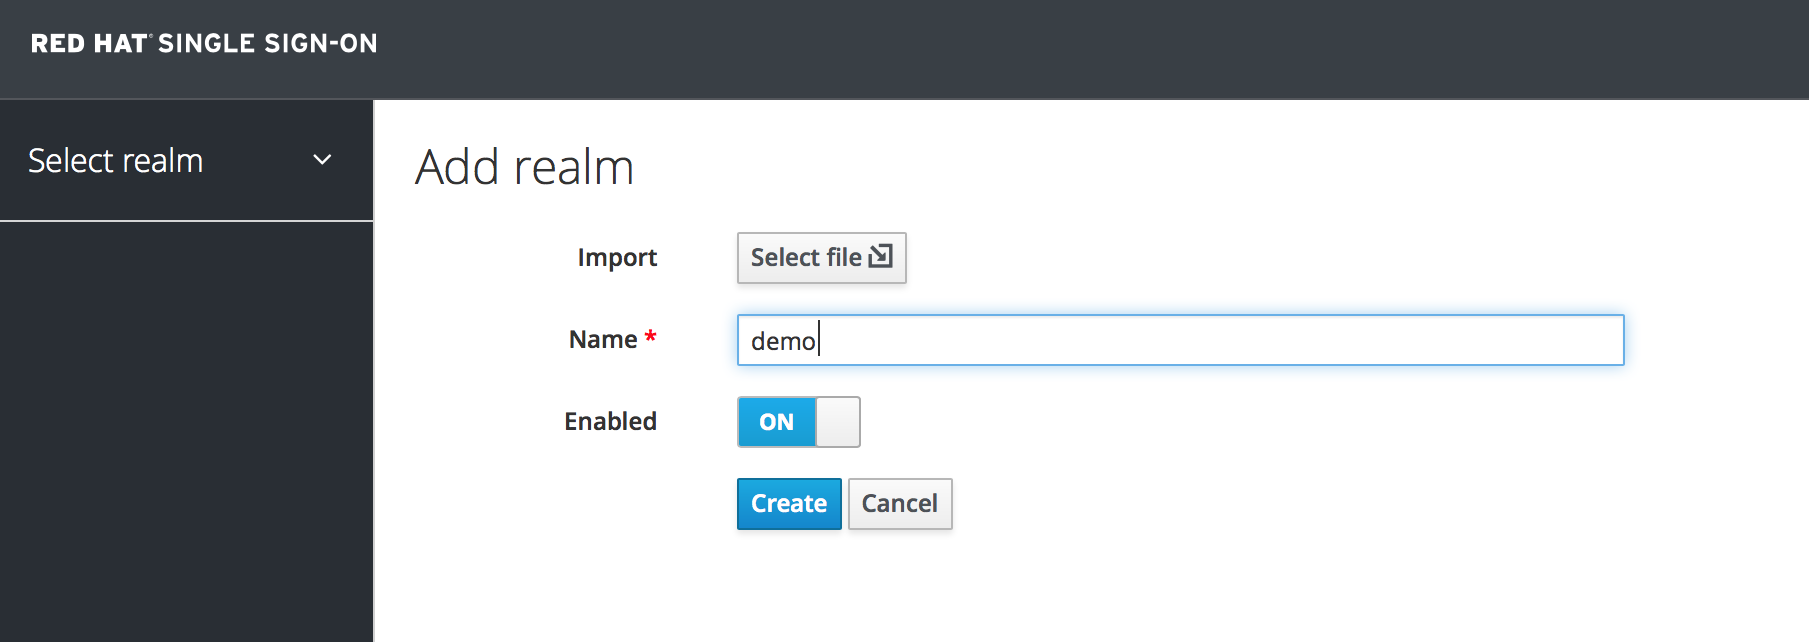 RED HAT® SINGLE SIGN-ON
Select realm
Add realm
Import
Select file
Name *
demo
Enabled
ON
Create
Cancel